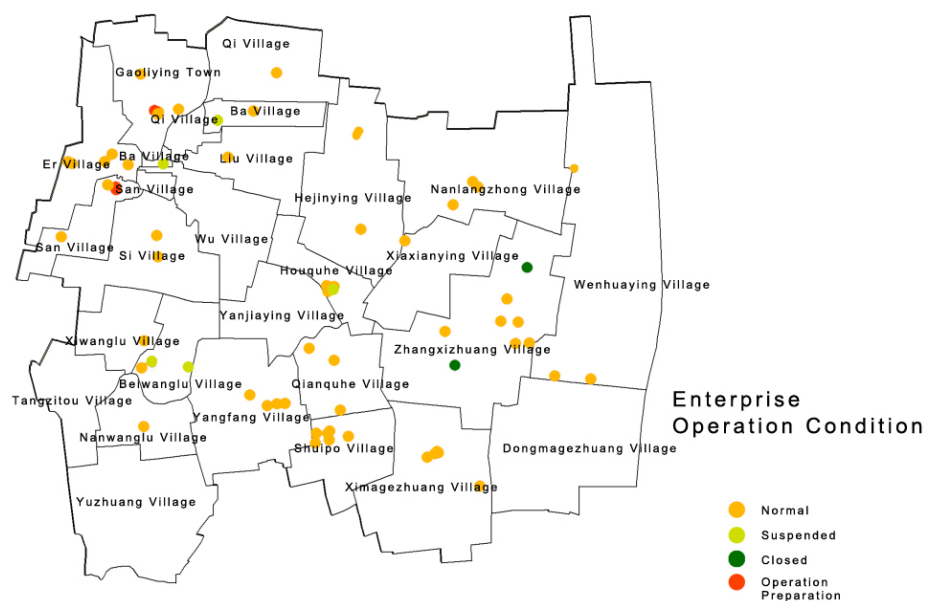 Qi Village
Gaoliying Town
Ba Village
Qi Village
Er Village
Ba Village
Liu Village
San Village
Hejinying Village
Nanlangzhong Village
San Village
Si Village
Wu Village
Xiaxianying Village
Houquhe Village
Wenhuaying Village
Yanjiaying Village
Xiwanglu Village
Zhangxizhuang Village
Beiwanglu Village
Qianquhe Village
Tangzitou Village
Yangfang Village
Nanwanglu Village
Shuipo Village
Dongmagezhuang Village
Ximagezhuang Village
Yuzhuang Village
Enterprise
Operation Condition
Normal
Suspended
Closed
Operation
Preparation